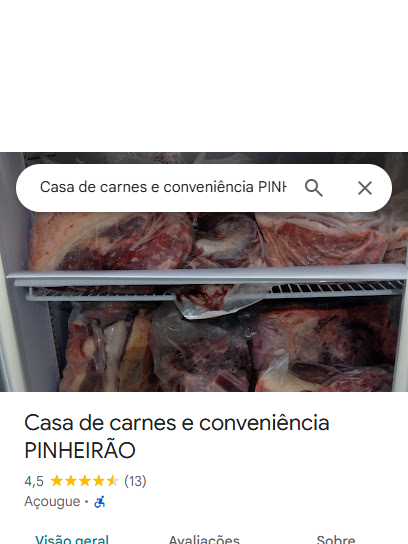 Casa de carnes e conveniência PINH
Casa de carnes e conveniência
PINHEIRÃO
4,5 (13)
Açougue ·
Visão geral Avaliações Sobre